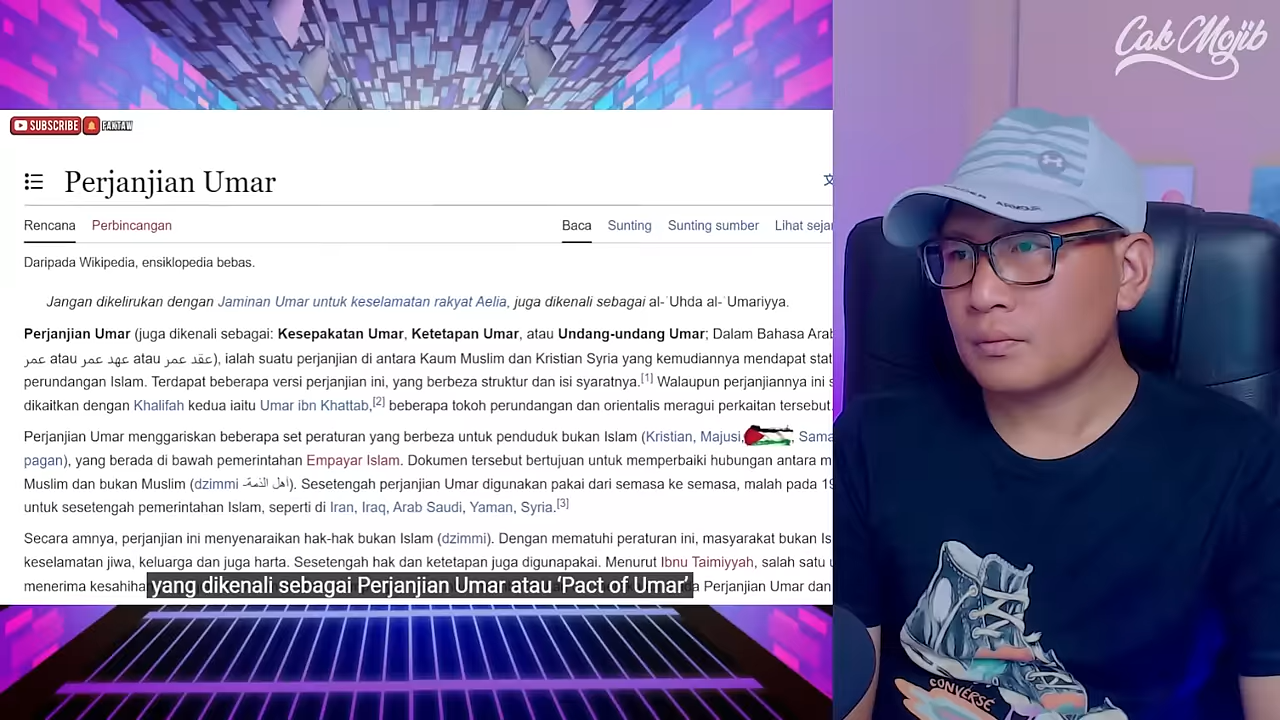 Cak Mojib
SUBSCRIBE FAKTAW
Perjanjian Umar
Rencana Perbincangan Baca Sunting Sunting sumber Lihat sejar
Daripada Wikipedia, ensiklopedia bebas.
Jangan dikelirukan dengan Jaminan Umar untuk keselamatan rakyat Aelia, juga dikenali sebagai al-ʿUhda al-ʿUmariyya.
Perjanjian Umar (juga dikenali sebagai: Kesepakatan Umar, Ketetapan Umar, atau Undang-undang Umar; Dalam Bahasa Arab
عمر atau عهد عمر atau عقد عمر), ialah suatu perjanjian di antara Kaum Muslim dan Kristian Syria yang kemudiannya mendapat stat
perundangan Islam. Terdapat beberapa versi perjanjian ini, yang berbeza struktur dan isi syaratnya.[1] Walaupun perjanjiannya ini s
dikaitkan dengan Khalifah kedua iaitu Umar ibn Khattab,[2] beberapa tokoh perundangan dan orientalis meragui perkaitan tersebut.
Perjanjian Umar menggariskan beberapa set peraturan yang berbeza untuk penduduk bukan Islam (Kristian, Majusi, , Sama
pagan), yang berada di bawah pemerintahan Empayar Islam. Dokumen tersebut bertujuan untuk memperbaiki hubungan antara m
Muslim dan bukan Muslim (dzimmi -أهل الذمة). Sesetengah perjanjian Umar digunakan pakai dari semasa ke semasa, malah pada 19
untuk sesetengah pemerintahan Islam, seperti di Iran, Iraq, Arab Saudi, Yaman, Syria.[3]
Secara amnya, perjanjian ini menyenaraikan hak-hak bukan Islam (dzimmi). Dengan mematuhi peraturan ini, masyarakat bukan Is
keselamatan jiwa, keluarga dan juga harta. Sesetengah hak dan ketetapan juga digunapakai. Menurut Ibnu Taimiyyah, salah satu
menerima kesahiha a Perjanjian Umar dan
yang dikenali sebagai Perjanjian Umar atau ‘Pact of Umar’
UNDER ARMOUR
CONVERSE